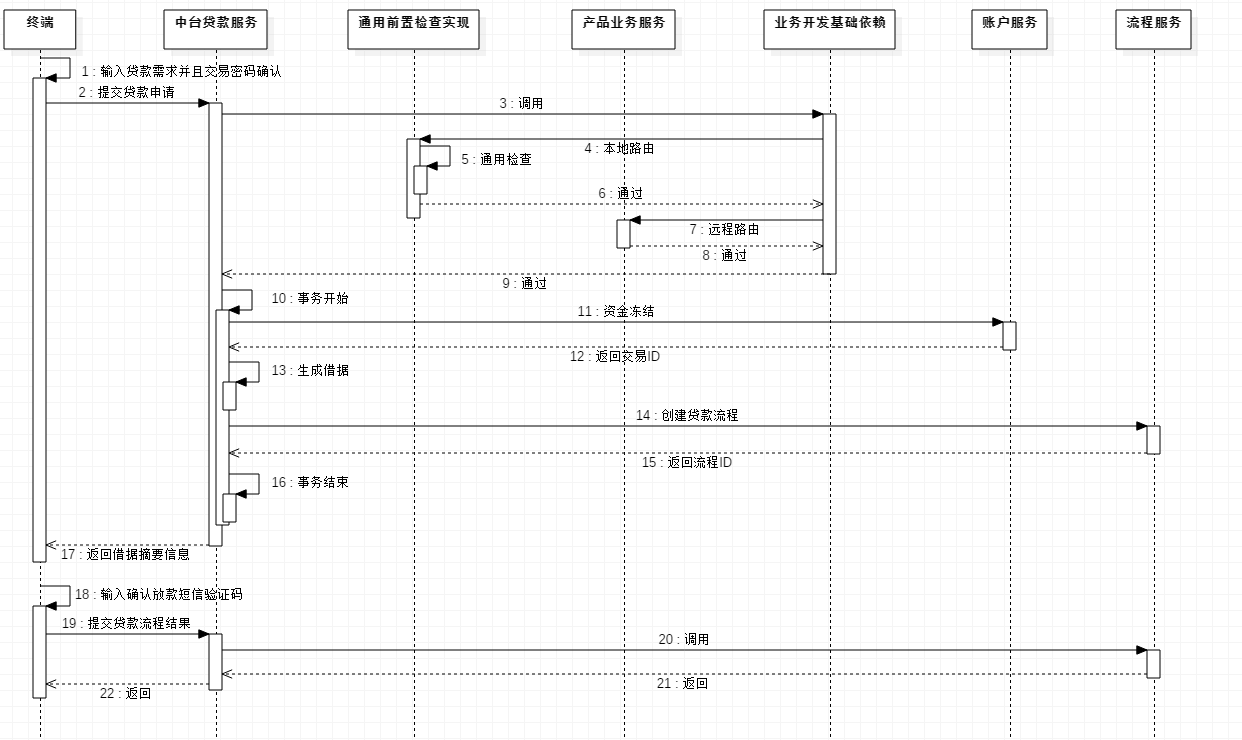 终端
中台贷款服务
通用前置检查实现
产品业务服务
业务开发基础依赖
账户服务
流程服务
1 : 输入贷款需求并且交易密码确认
2 : 提交贷款申请
3 : 调用
4 : 本地路由
5 : 通用检查
6 : 通过
7 : 远程路由
8 : 通过
9 : 通过
10 : 事务开始
11 : 资金冻结
12 : 返回交易ID
13 : 生成借据
14 : 创建贷款流程
15 : 返回流程ID
16 : 事务结束
17 : 返回借据摘要信息
18 : 输入确认放款短信验证码
19 : 提交贷款流程结果
20 : 调用
21 : 返回
22 : 返回